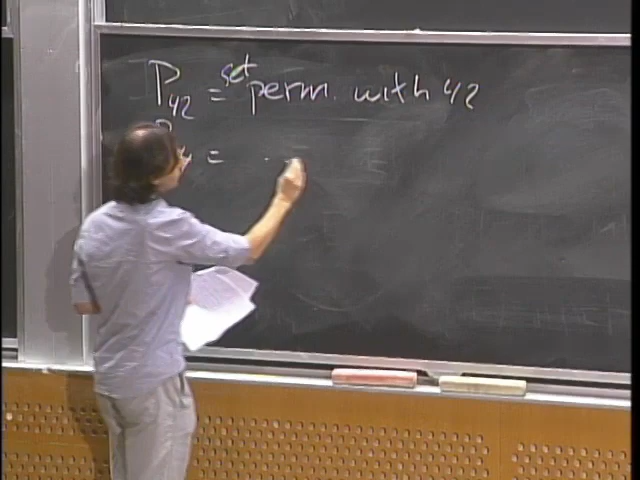 P42 = set perm. with 42
P =